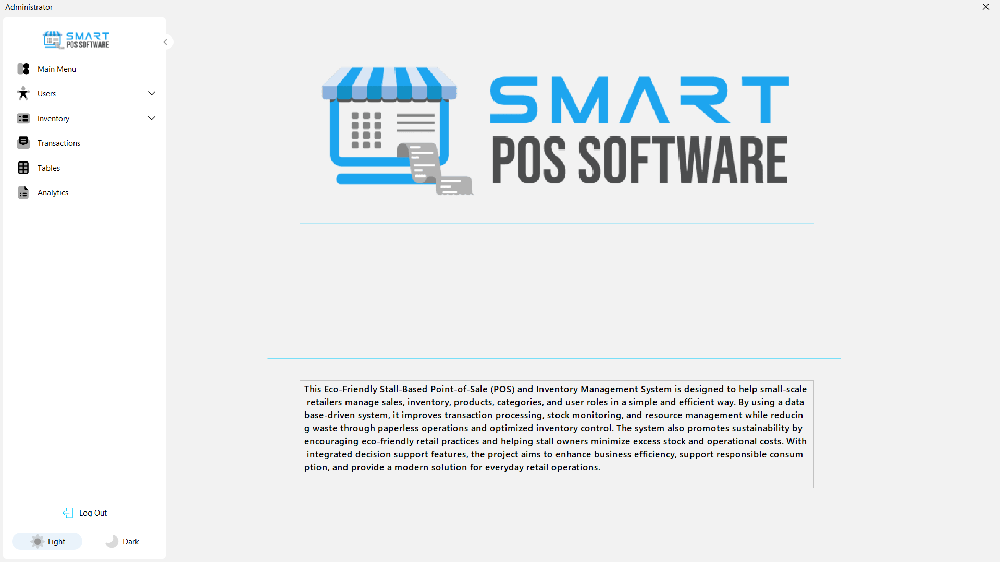 Administrator
SMART
POS SOFTWARE
Main Menu
Users
Inventory
Transactions
Tables
Analytics
Log Out
Light
Dark
SMART
POS SOFTWARE
This Eco-Friendly Stall-Based Point-of-Sale (POS) and Inventory Management System is designed to help small-scale
retailers manage sales, inventory, products, categories, and user roles in a simple and efficient way. By using a data
base-driven system, it improves transaction processing, stock monitoring, and resource management while reducin
g waste through paperless operations and optimized inventory control. The system also promotes sustainability by
encouraging eco-friendly retail practices and helping stall owners minimize excess stock and operational costs. With
integrated decision support features, the project aims to enhance business efficiency, support responsible consum
ption, and provide a modern solution for everyday retail operations.